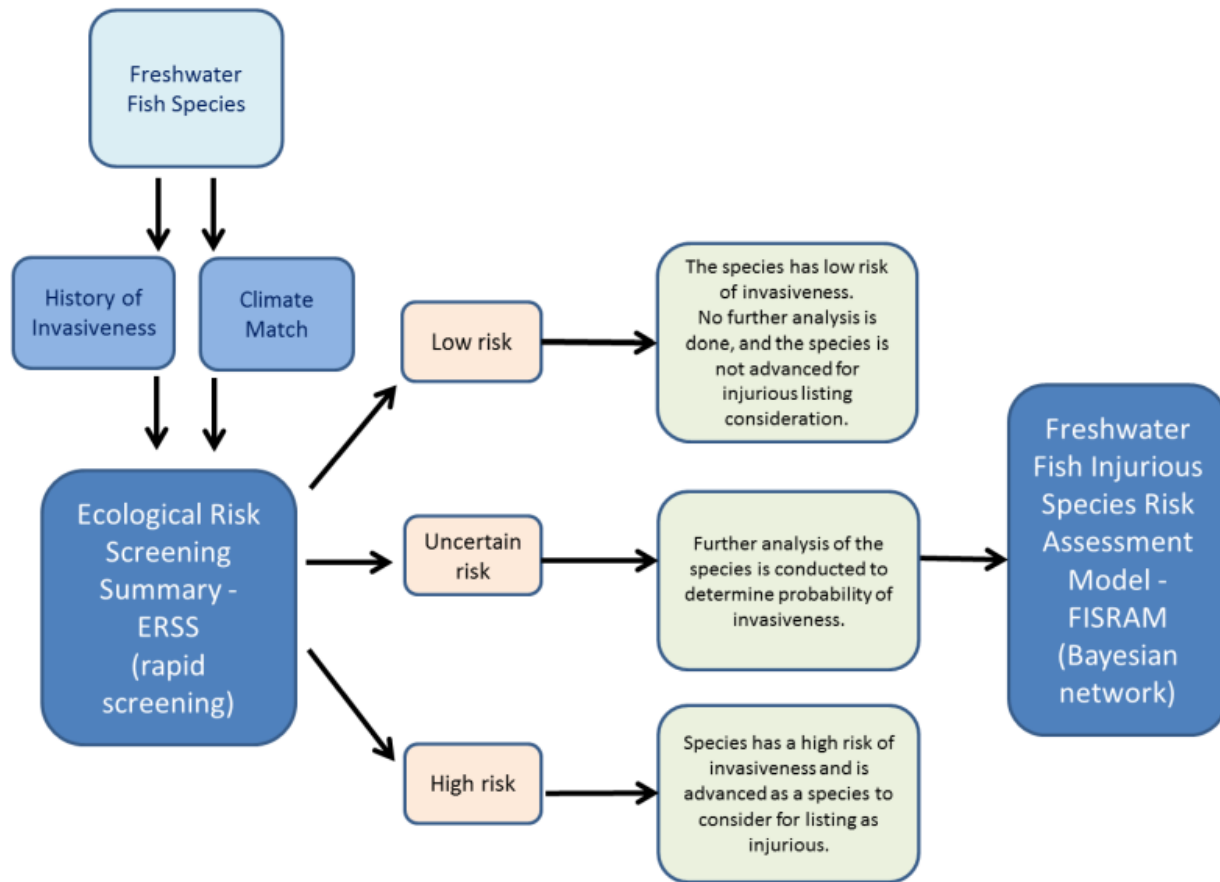 Freshwater
Fish Species
History of
Invasiveness
Climate
Match
Ecological Risk
Screening
Summary -
ERSS
(rapid
screening)
Low risk
Uncertain
risk
High risk
The species has low risk
of invasiveness.
No further analysis is
done, and the species is
not advanced for
injurious listing
consideration.
Further analysis of the
species is conducted to
determine probability of
invasiveness.
Species has a high risk of
invasiveness and is
advanced as a species to
consider for listing as
injurious.
Freshwater
Fish Injurious
Species Risk
Assessment
Model -
FISRAM
(Bayesian
network)